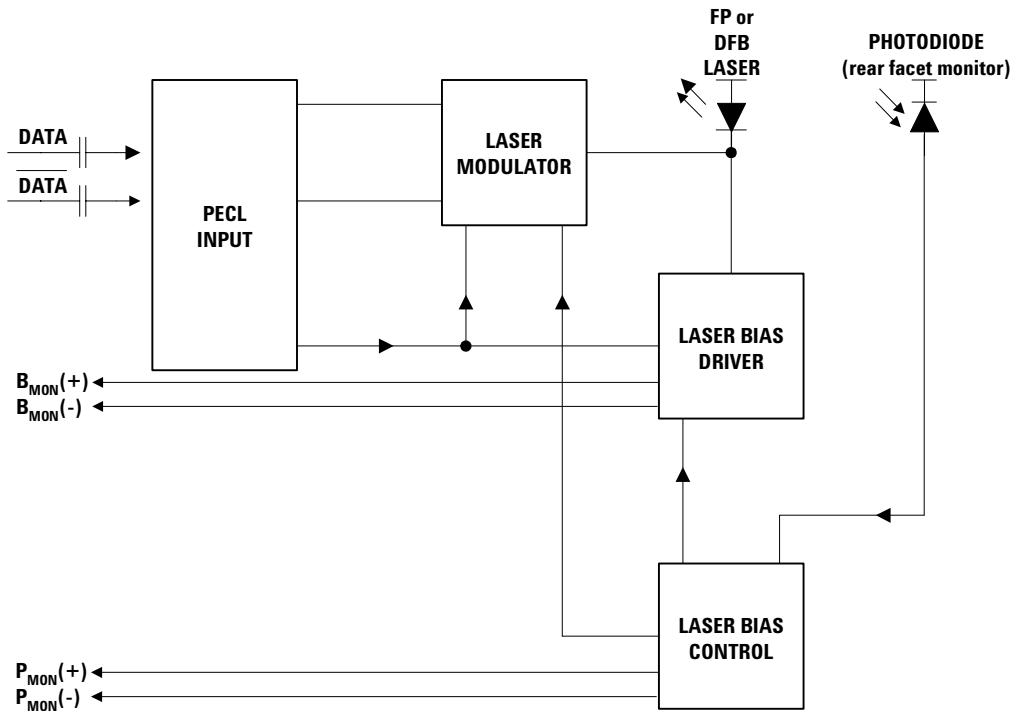 FP or
DFB
LASER
PHOTODIODE
(rear facet monitor)
DATA
DATA
PECL
INPUT
LASER
MODULATOR
LASER BIAS
DRIVER
BMON(+)
BMON(-)
LASER BIAS
CONTROL
PMON(+)
PMON(-)